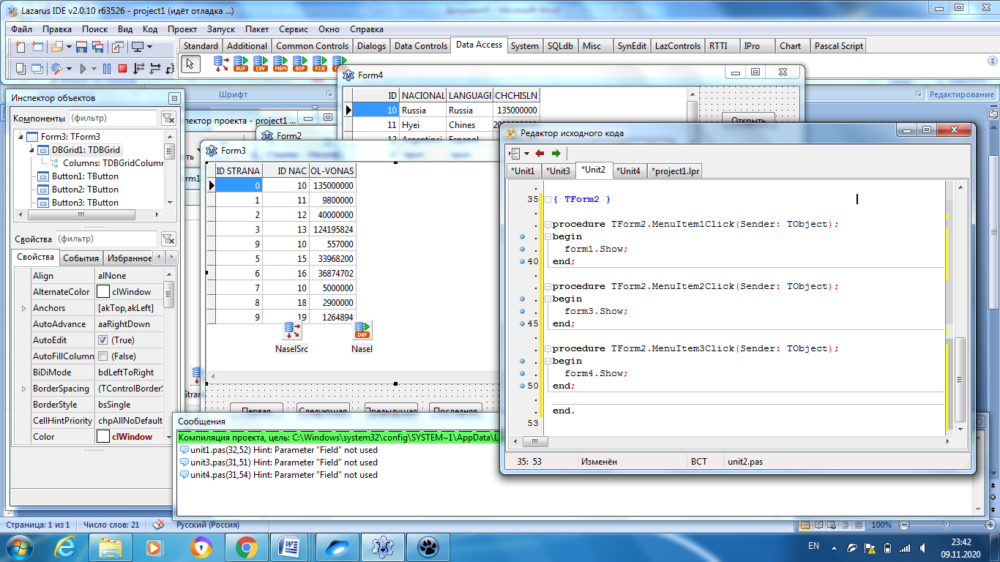 Lazarus IDE v2.0.10 r63526 - project1 (идёт отладка ...)
Файл Правка Поиск Вид Код Проект Запуск Пакет Сервис Окно Справка
Standard Additional Common Controls Dialogs Data Controls Data Access System SQLdb Misc SynEdit LazControls RTTI IPro Chart Pascal Script
BUF CSV MEM SDF FIX
Шрифт
Редактирование
Form4
ID NACIONAL LANGUAGE CHCHISLN
10 Russia Russia 135000000
11 Hyei Chines
12
Открыть
Инспектор объектов
Компоненты (фильтр)
Form3: TForm3
DBGrid1: TDBGrid
Columns: TDBGridColumn
Button1: TButton
Button2: TButton
Button3: TButton
Свойства (фильтр)
Свойства События Избранное
Align alNone
AlternateColor clWindow
Anchors [akTop,akLeft]
AutoAdvance aaRightDown
AutoEdit (True)
AutoFillColumn (False)
BiDiMode bdLeftToRight
BorderSpacing (TControlBorderS
BorderStyle bsSingle
CellHintPriority chpAllNoDefault
Color clWindow
пектор проекта - project1 ...
Form2
Form3
ID STRANA ID NAC OL-VONAS
0 10 135000000
1 11 9800000
2 12 40000000
3 13 124195824
9 10 557000
5 15 33968200
6 16 36874702
7 10 5000000
8 18 2900000
9 19 1264894
NaselSrc
DBF
Nasel
Первая Следующая Предыдущая Последняя
Редактор исходного кода
*Unit1 *Unit3 *Unit2 *Unit4 *project1.lpr
35 { TForm2 }
procedure TForm2.MenuItem1Click(Sender: TObject);
begin
form1.Show;
40 end;
procedure TForm2.MenuItem2Click(Sender: TObject);
begin
form3.Show;
45 end;
procedure TForm2.MenuItem3Click(Sender: TObject);
begin
form4.Show;
50 end;
end.
53
35: 53 Изменён ВСТ unit2.pas
Сообщения
Компиляция проекта, цель: C:\Windows\system32\config\SYSTEM~1\AppData\L
unit1.pas(32,52) Hint: Parameter "Field" not used
unit3.pas(31,51) Hint: Parameter "Field" not used
unit4.pas(31,54) Hint: Parameter "Field" not used
Страница: 1 из 1 Число слов: 21 Русский (Россия) 100%
EN
23:42
09.11.2020